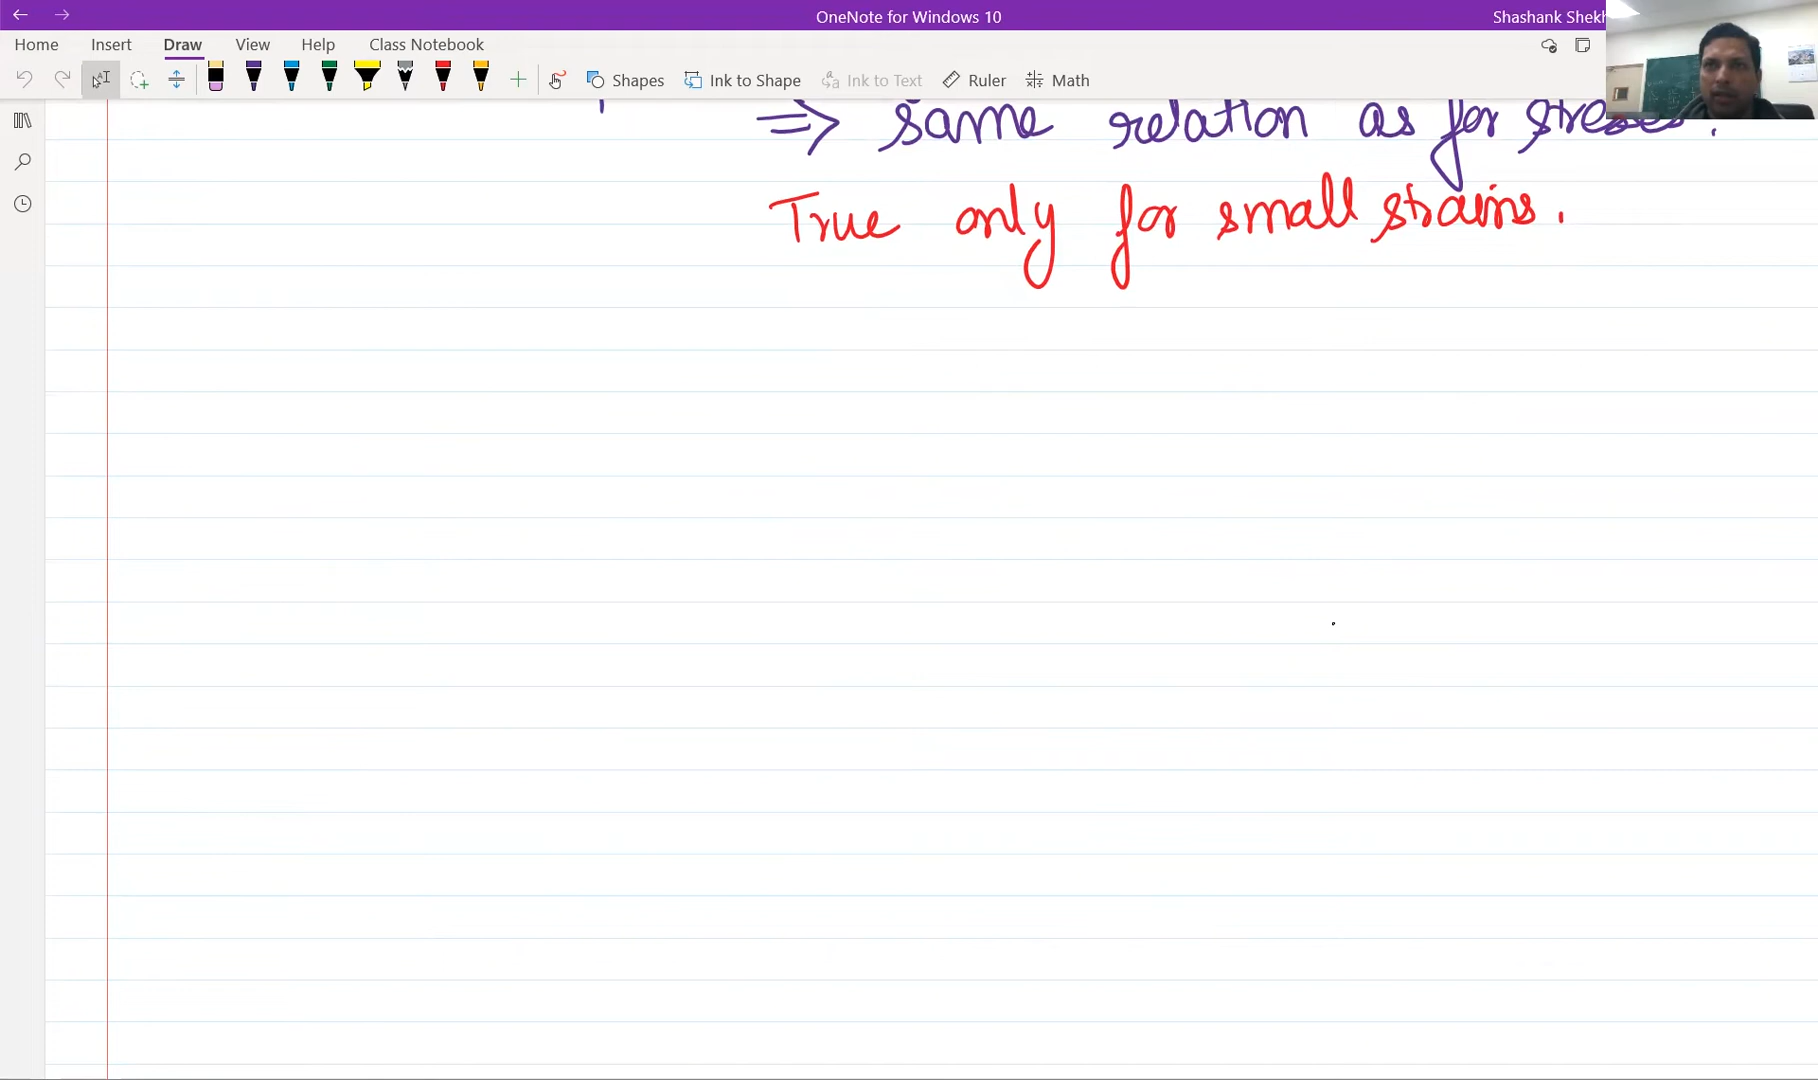 OneNote for Windows 10
Shashank Shekh
Home Insert Draw View Help Class Notebook
Shapes Ink to Shape Ink to Text Ruler Math
=> same relation as for stresses.
True only for small strains.